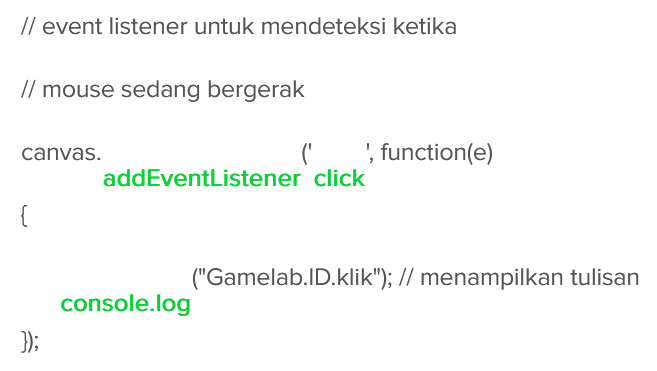 // event listener untuk mendeteksi ketika
// mouse sedang bergerak
canvas. (' ', function(e)
addEventListener click
{
("Gamelab.ID.klik"); // menampilkan tulisan
console.log
});